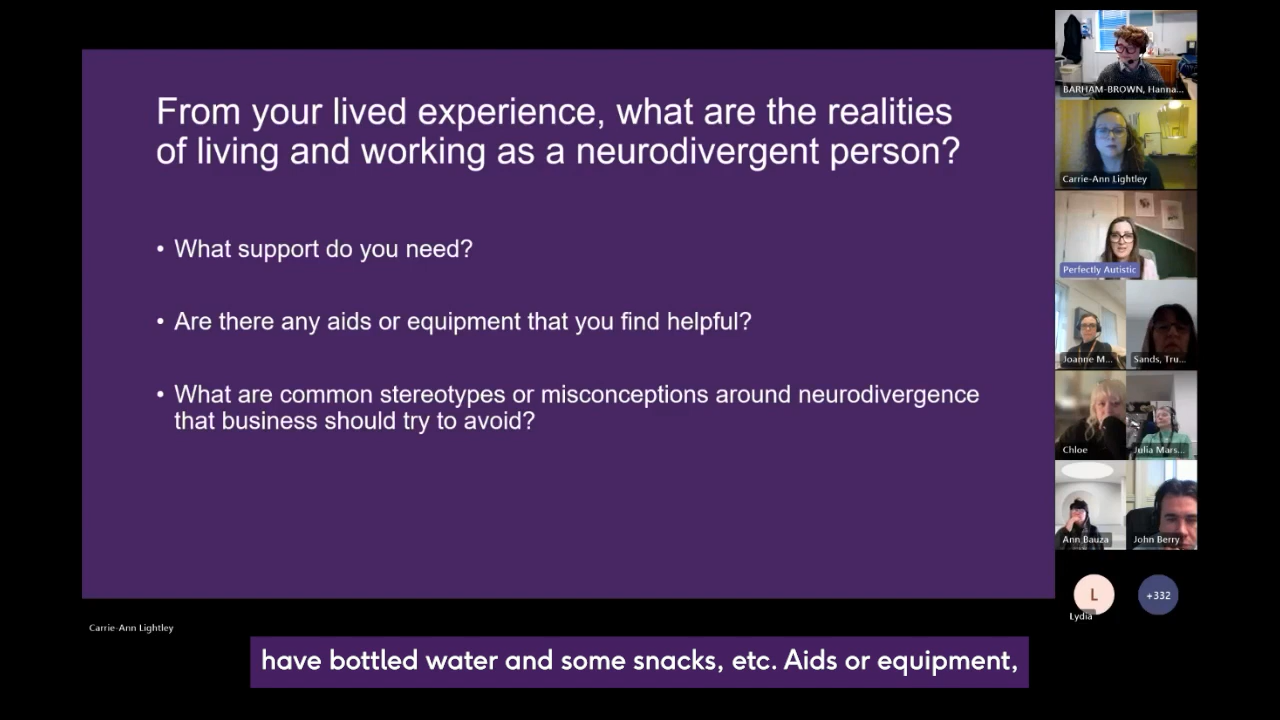 From your lived experience, what are the realities
of living and working as a neurodivergent person?
• What support do you need?
• Are there any aids or equipment that you find helpful?
• What are common stereotypes or misconceptions around neurodivergence
that business should try to avoid?
BARHAM-BROWN, Hanna...
Carrie-Ann Lightley
Perfectly Autistic
Joanne M...
Sands, Tru...
Chloe
Julia Mars...
Ann Bauza
John Berry
L
+332
Lydia
Carrie-Ann Lightley
have bottled water and some snacks, etc. Aids or equipment,